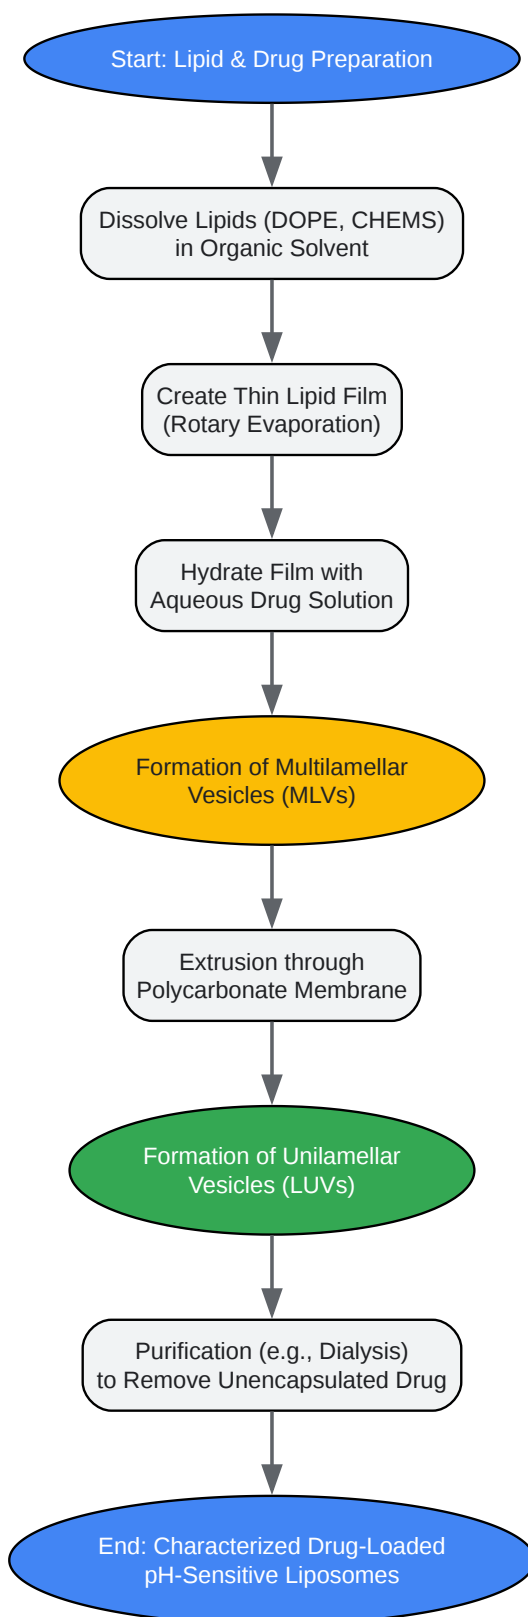 Start: Lipid & Drug Preparation
Dissolve Lipids (DOPE, CHEMS)
in Organic Solvent
Create Thin Lipid Film
(Rotary Evaporation)
Hydrate Film with
Aqueous Drug Solution
Formation of Multilamellar
Vesicles (MLVs)
Extrusion through
Polycarbonate Membrane
Formation of Unilamellar
Vesicles (LUVs)
Purification (e.g., Dialysis)
to Remove Unencapsulated Drug
End: Characterized Drug-Loaded
pH-Sensitive Liposomes